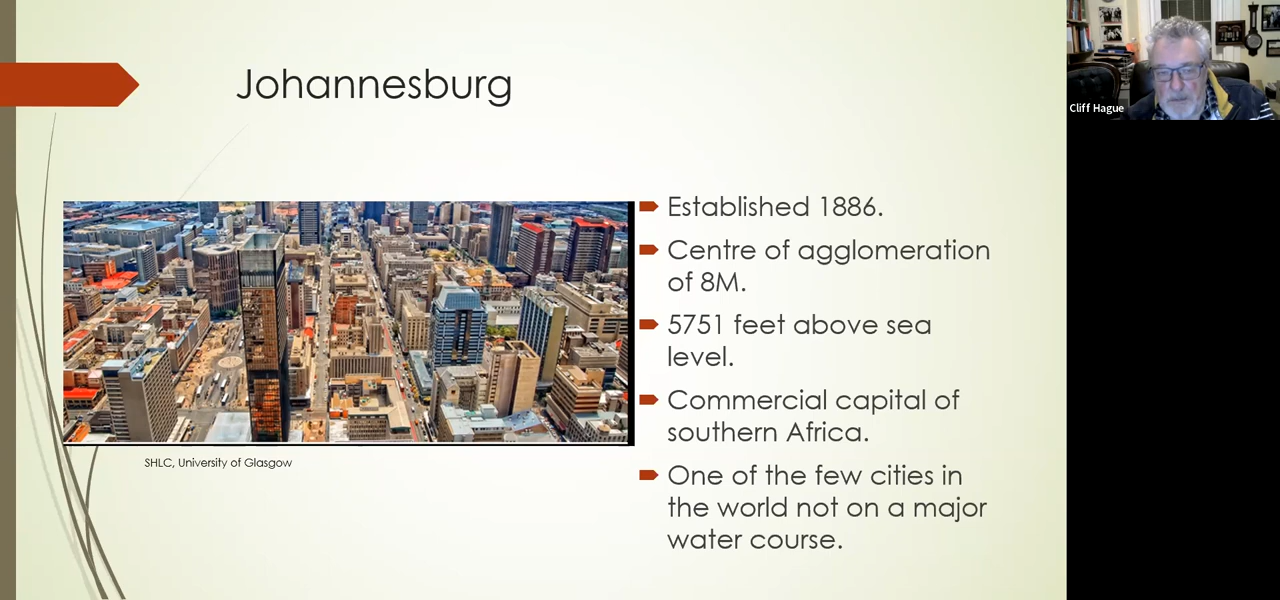 Johannesburg
Cliff Hague
Established 1886.
Centre of agglomeration
of 8M.
5751 feet above sea
level.
Commercial capital of
southern Africa.
One of the few cities in
the world not on a major
water course.
SHLC, University of Glasgow